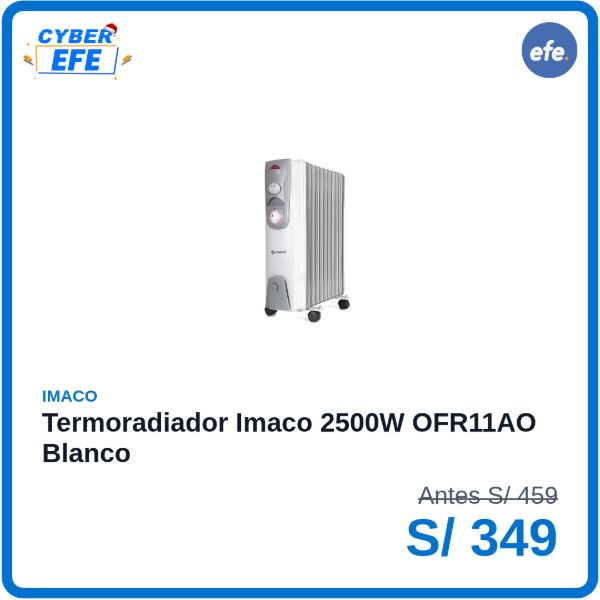 CYBER
EFE
efe.
IMACO
Termoradiador Imaco 2500W OFR11AO
Blanco
Antes S/ 459
S/ 349